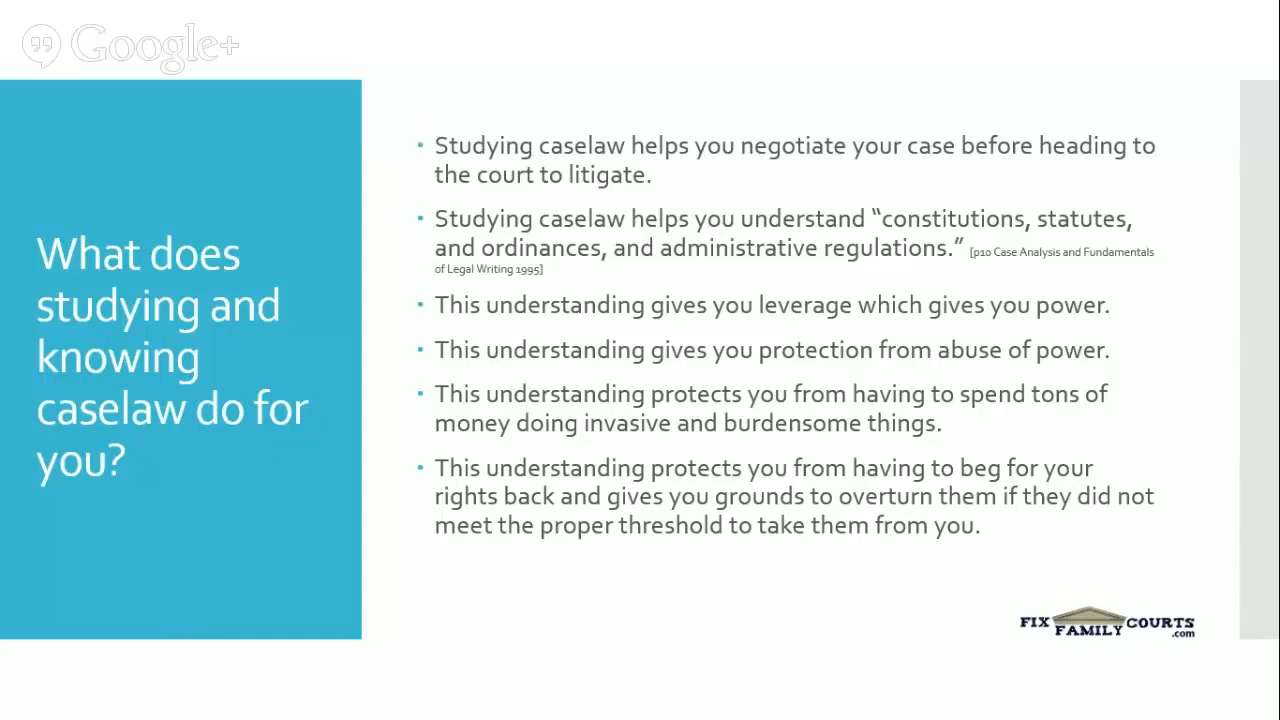 Google+
What does
studying and
knowing
caselaw do for
you?
• Studying caselaw helps you negotiate your case before heading to
the court to litigate.
• Studying caselaw helps you understand “constitutions, statutes,
and ordinances, and administrative regulations.” [p10 Case Analysis and Fundamentals
of Legal Writing 1995]
• This understanding gives you leverage which gives you power.
• This understanding gives you protection from abuse of power.
• This understanding protects you from having to spend tons of
money doing invasive and burdensome things.
• This understanding protects you from having to beg for your
rights back and gives you grounds to overturn them if they did not
meet the proper threshold to take them from you.
FIX FAMILY COURTS
.com